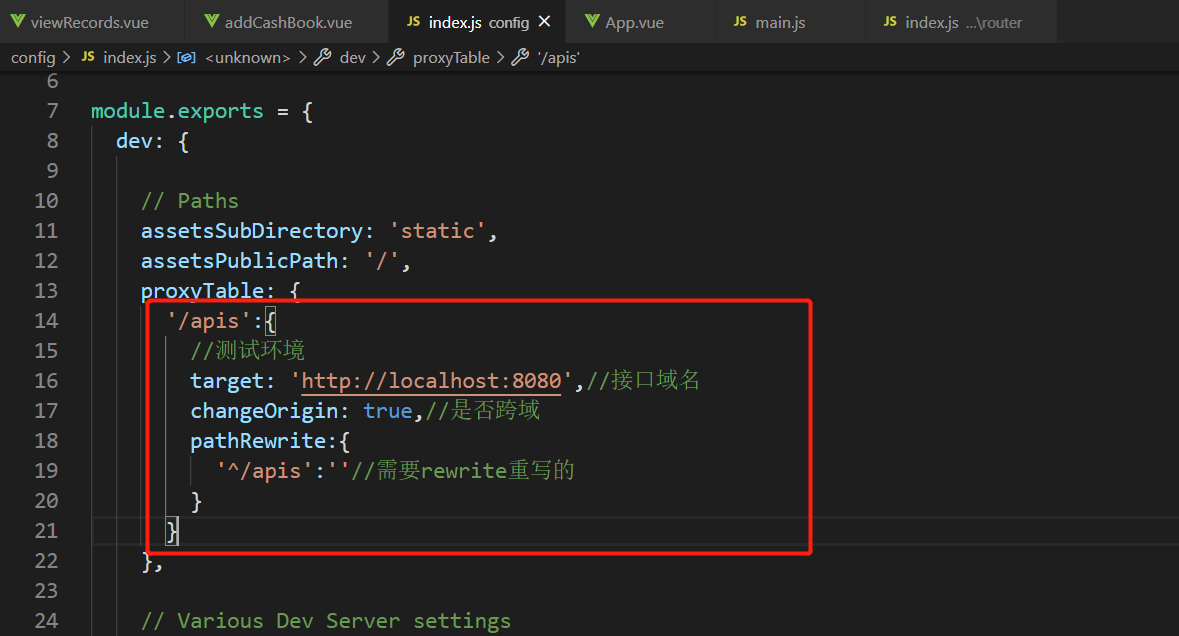 viewRecords.vue addCashBook.vue JS index.js config × App.vue JS main.js JS index.js ...\router
config > JS index.js > <unknown> > dev > proxyTable > '/apis'
6
7 module.exports = {
8 dev: {
9
10 // Paths
11 assetsSubDirectory: 'static',
12 assetsPublicPath: '/',
13 proxyTable: {
14 '/apis':{
15 //测试环境
16 target: 'http://localhost:8080',//接口域名
17 changeOrigin: true,//是否跨域
18 pathRewrite:{
19 '^/apis':''//需要rewrite重写的
20 }
21 }
22 },
23
24 // Various Dev Server settings